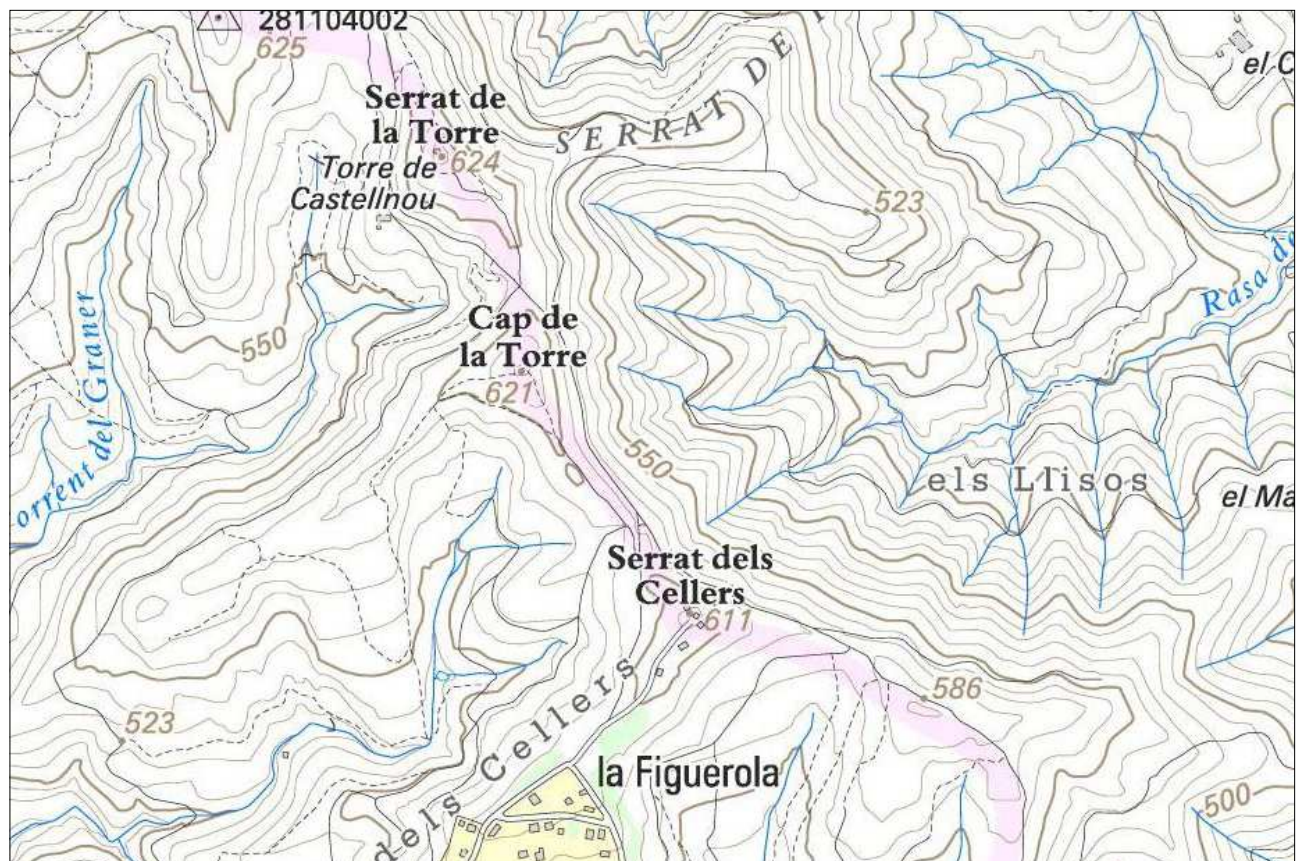 281104002
625
Serrat de
la Torre
624
Torre de
Castellnou
SERRAT DE
523
el C
Rasa de
Torrent del Graner
550
Cap de
la Torre
621
550
els Llisos
el Ma
Serrat dels
Cellers
611
586
523
dels Cellers
la Figuerola
500